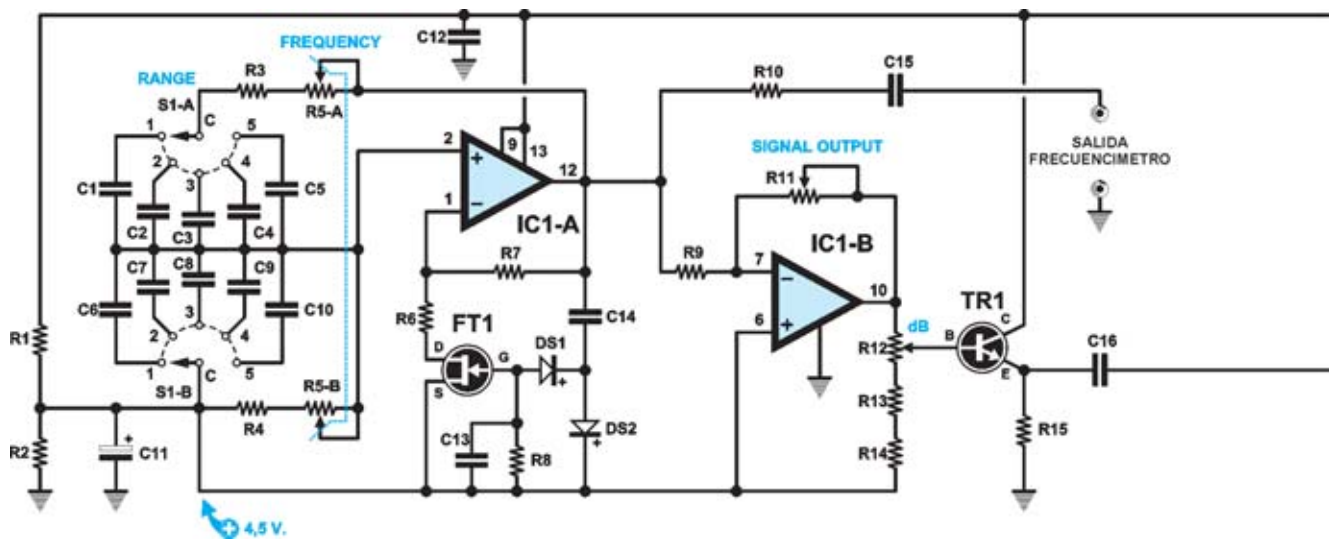 C12
FREQUENCY
RANGE
R3
R5-A
S1-A
C
1
2
3
4
5
C1
C2
C3
C4
C5
C6
C7
C8
C9
C10
1
2
3
4
5
S1-B
C
R4
R5-B
R1
R2
C11
+
4,5 V.
2
+
1
−
9
13
12
IC1-A
R7
R6
FT1
D
G
S
DS1
+
C14
DS2
+
C13
R8
R10
C15
SALIDA
FRECUENCIMETRO
SIGNAL OUTPUT
R11
R9
IC1-B
7
−
6
+
10
dB
R12
R13
R14
TR1
B
C
E
C16
R15